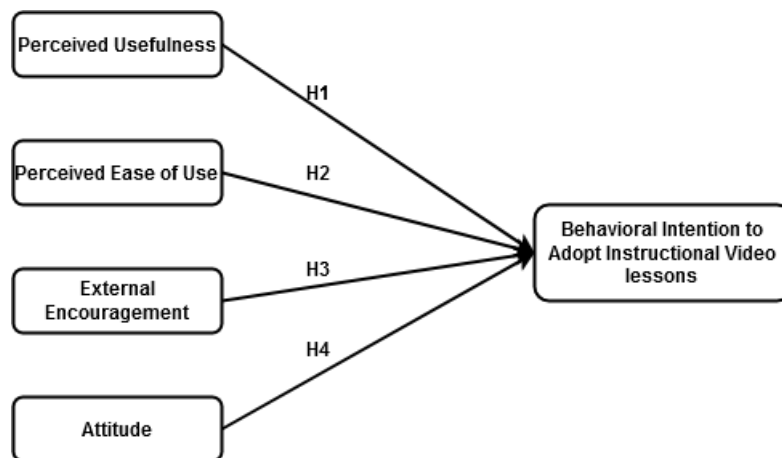 Perceived Usefulness
H1
Perceived Ease of Use
H2
Behavioral Intention to
Adopt Instructional Video
lessons
External
Encouragement
H3
H4
Attitude